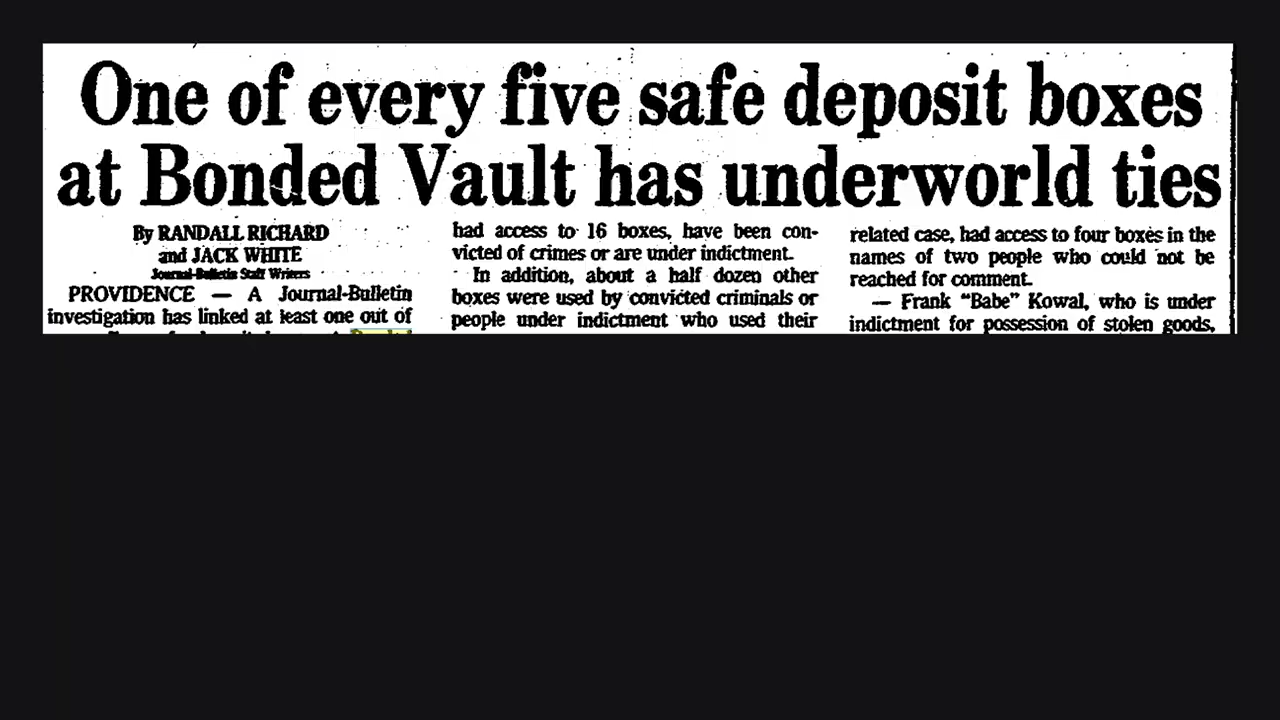 One of every five safe deposit boxes
at Bonded Vault has underworld ties
By RANDALL RICHARD
and JACK WHITE
Journal-Bulletin Staff Writers
PROVIDENCE — A Journal-Bulletin
investigation has linked at least one out of
had access to 16 boxes, have been con-
victed of crimes or are under indictment.
In addition, about a half dozen other
boxes were used by convicted criminals or
people under indictment who used their
related case, had access to four boxes in the
names of two people who could not be
reached for comment.
— Frank “Babe” Kowal, who is under
indictment for possession of stolen goods,